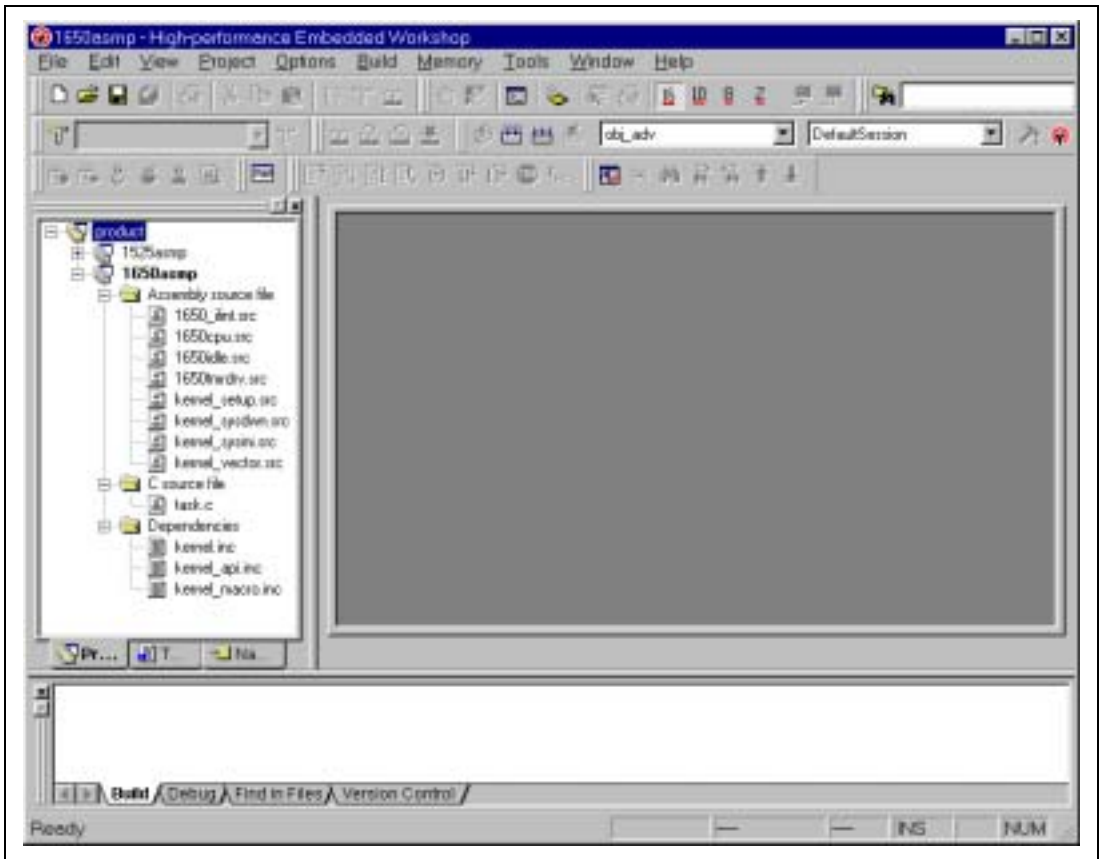 1650asmp - High-performance Embedded Workshop
File Edit View Project Options Build Memory Tools Window Help
obj_adv DefaultSession
product
1525asmp
1650asmp
Assembly source file
1650_ilint.src
1650cpu.src
1650idle.src
1650tmrdrv.src
kernel_setup.src
kernel_sysdwn.src
kernel_sysini.src
kernel_vector.src
C source file
task.c
Dependencies
kernel.inc
kernel_api.inc
kernel_macro.inc
Pr... T... Na...
Build Debug Find in Files Version Control
Ready INS NUM